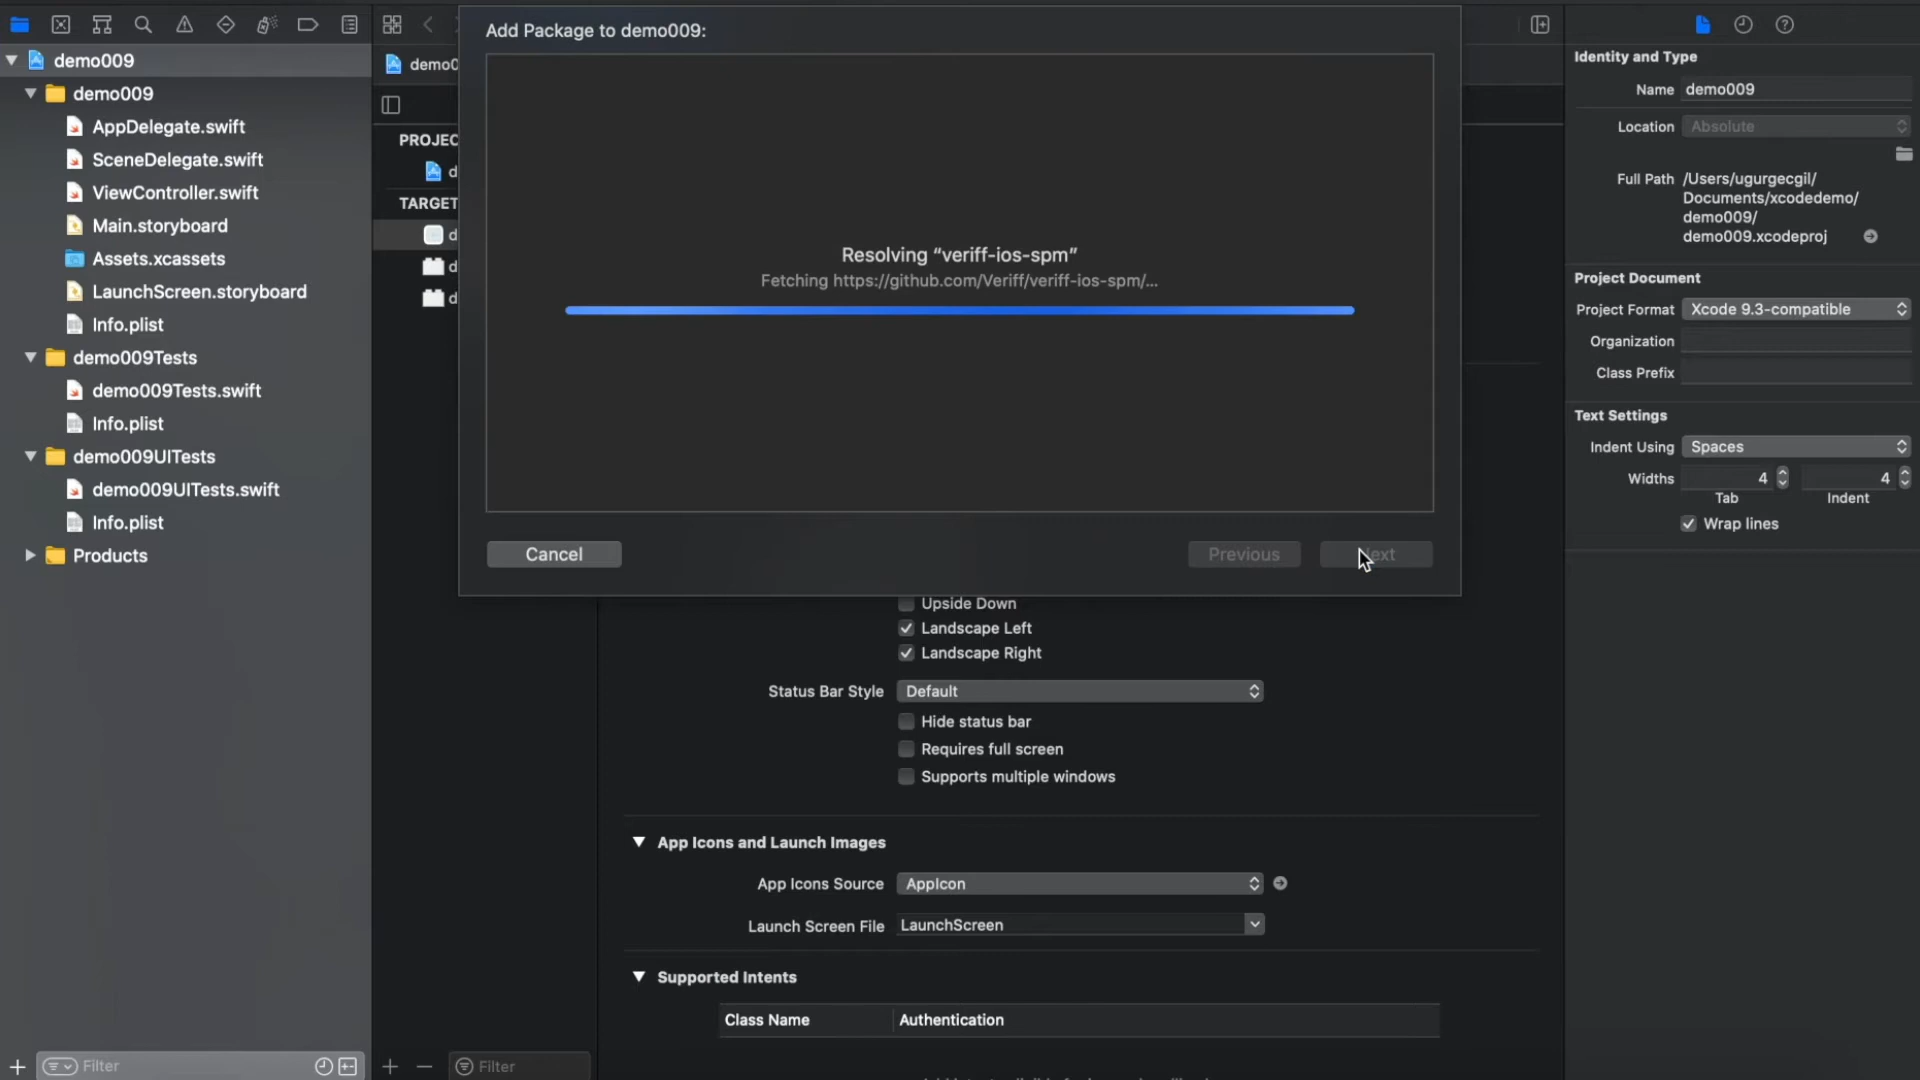 demo009
demo009
AppDelegate.swift
SceneDelegate.swift
ViewController.swift
Main.storyboard
Assets.xcassets
LaunchScreen.storyboard
Info.plist
demo009Tests
demo009Tests.swift
Info.plist
demo009UITests
demo009UITests.swift
Info.plist
Products
Filter
demo0
PROJEC
d
TARGET
d
d
d
Filter
Add Package to demo009:
Resolving “veriff-ios-spm”
Fetching https://github.com/Veriff/veriff-ios-spm/...
Cancel
Previous
Upside Down
Landscape Left
Landscape Right
Status Bar Style Default
Hide status bar
Requires full screen
Supports multiple windows
App Icons and Launch Images
App Icons Source AppIcon
Launch Screen File LaunchScreen
Supported Intents
Class Name Authentication
Identity and Type
Name demo009
Location Absolute
Full Path /Users/ugurgecgil/
Documents/xcodedemo/
demo009/
demo009.xcodeproj
Project Document
Project Format Xcode 9.3-compatible
Organization
Class Prefix
Text Settings
Indent Using Spaces
Widths 4 4
Tab Indent
Wrap lines